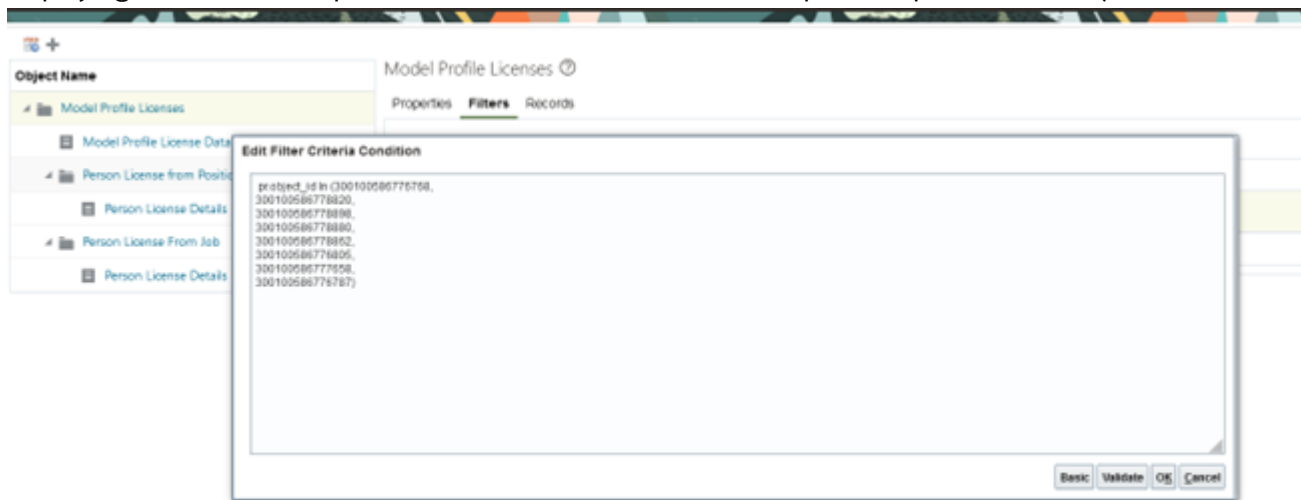 Object Name
Model Profile Licenses
Model Profile Licenses
Properties Filters Records
Model Profile License Data
Edit Filter Criteria Condition
Person License from Positio
Person License Details
Person License From Job
Person License Details
pr.object_id in (300100586776768,
300100586778820,
300100586778898,
300100586778880,
300100586778862,
300100586776805,
300100586777658,
300100586776787)
Basic Validate OK Cancel